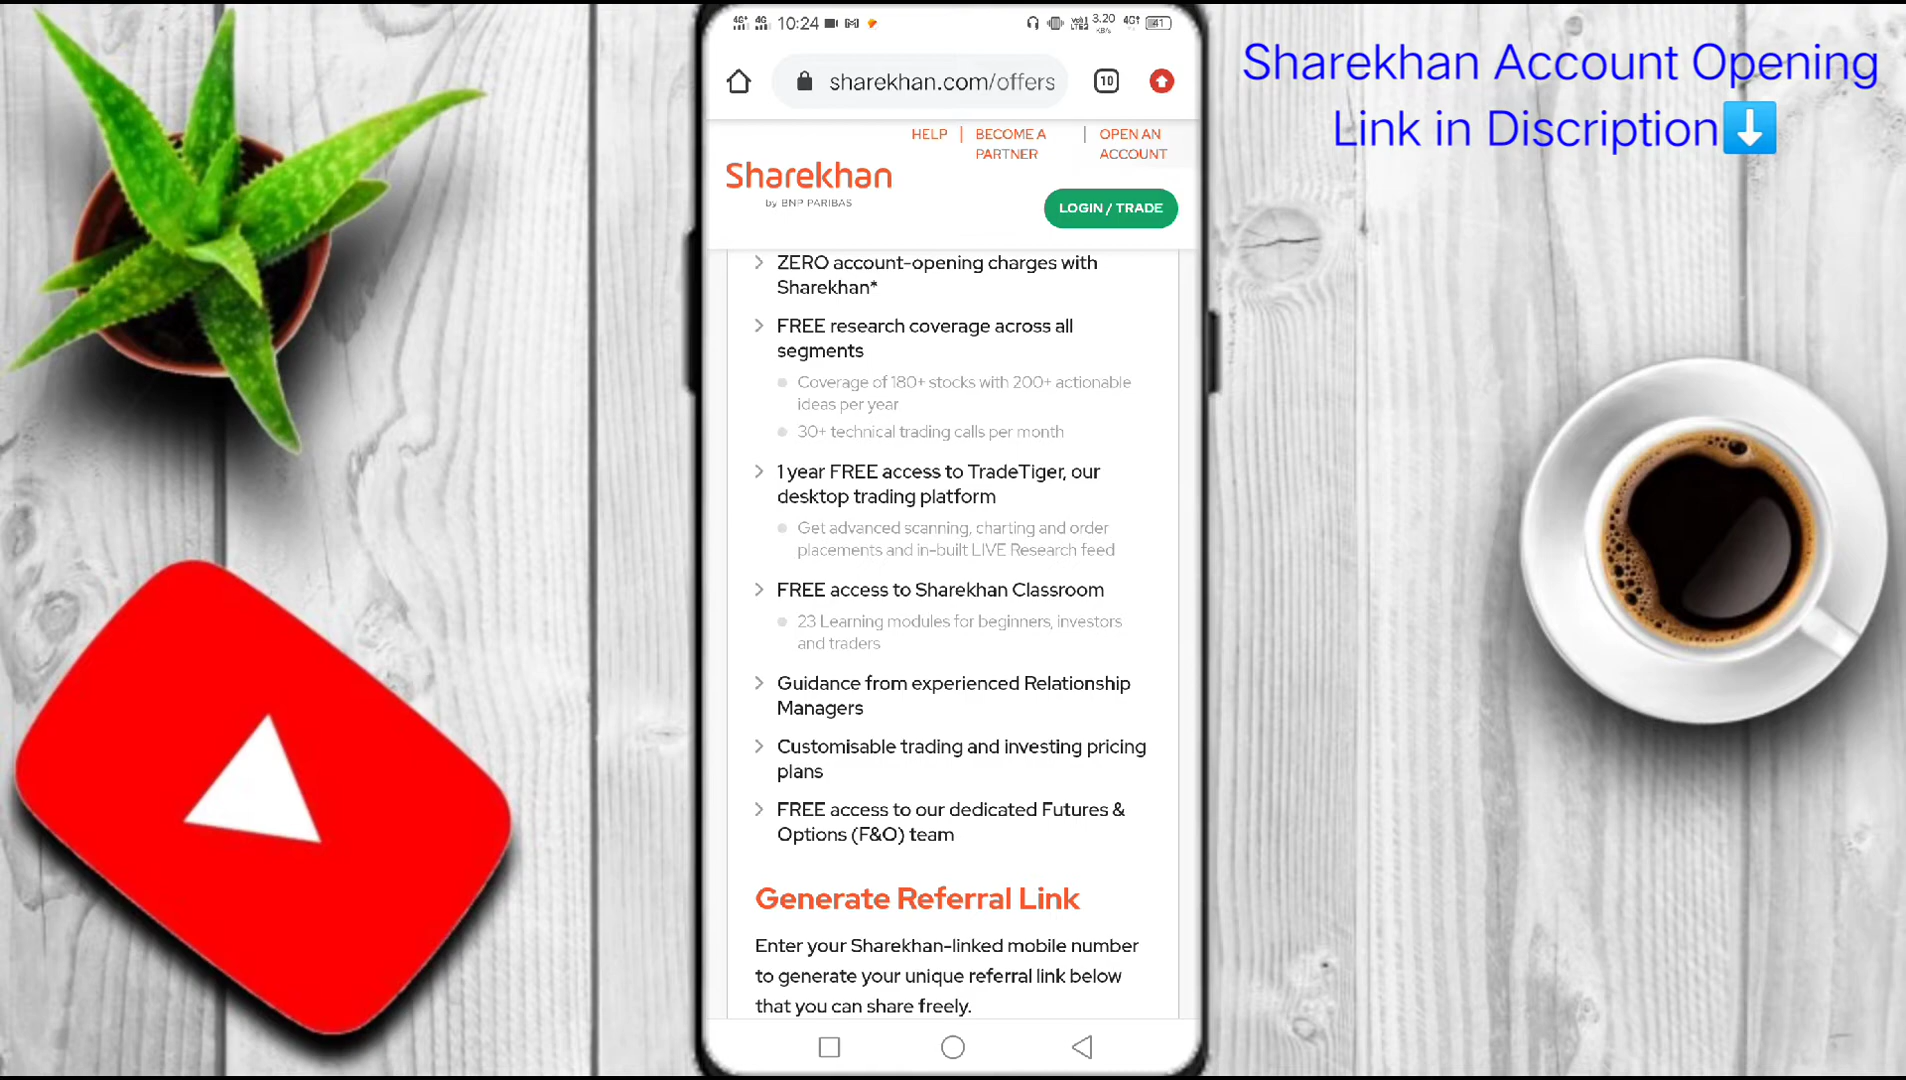 10:24
3.20
KB/s
41
sharekhan.com/offers
10
Sharekhan Account Opening
Link in Discription
HELP | BECOME A PARTNER | OPEN AN ACCOUNT
Sharekhan
by BNP PARIBAS
LOGIN / TRADE
ZERO account-opening charges with
Sharekhan*
FREE research coverage across all
segments
Coverage of 180+ stocks with 200+ actionable
ideas per year
30+ technical trading calls per month
1 year FREE access to TradeTiger, our
desktop trading platform
Get advanced scanning, charting and order
placements and in-built LIVE Research feed
FREE access to Sharekhan Classroom
23 Learning modules for beginners, investors
and traders
Guidance from experienced Relationship
Managers
Customisable trading and investing pricing
plans
FREE access to our dedicated Futures &
Options (F&O) team
Generate Referral Link
Enter your Sharekhan-linked mobile number
to generate your unique referral link below
that you can share freely.